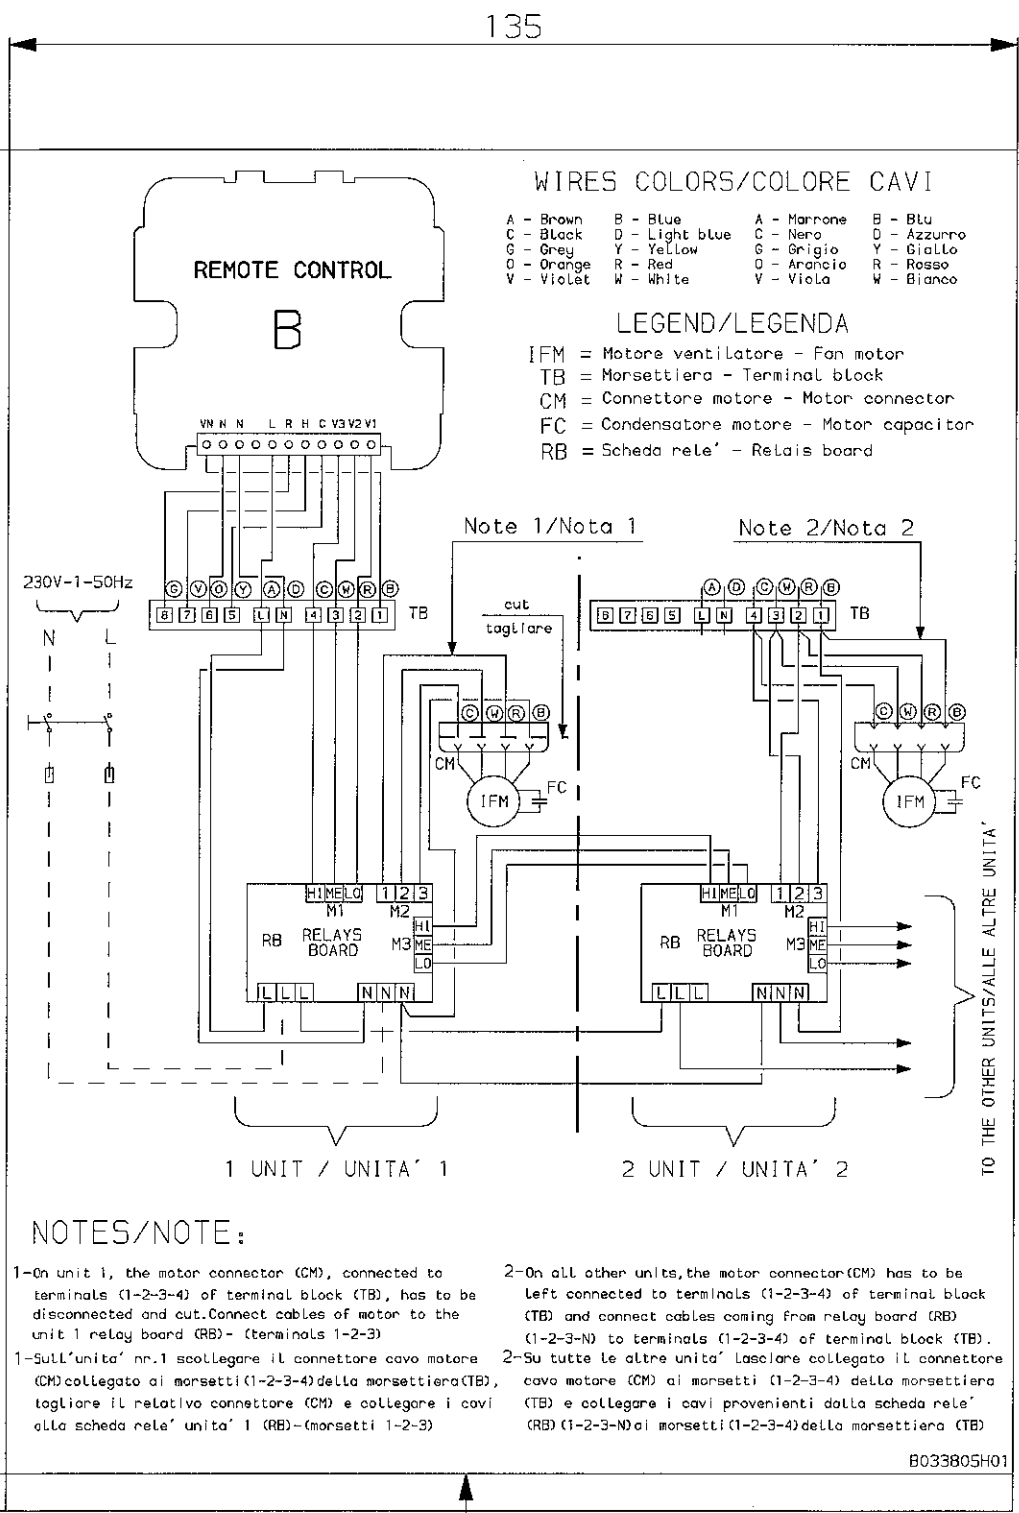 135
WIRES COLORS/COLORE CAVI
A - Brown B - Blue A - Marrone B - Blu
C - Black D - Light blue C - Nero D - Azzurro
G - Grey Y - Yellow G - Grigio Y - Giallo
O - Orange R - Red O - Arancio R - Rosso
V - Violet W - White V - Viola W - Bianco
REMOTE CONTROL
B
LEGEND/LEGENDA
IFM = Motore ventilatore - Fan motor
TB = Morsettiera - Terminal block
CM = Connettore motore - Motor connector
FC = Condensatore motore - Motor capacitor
RB = Scheda rele' - Relais board
VN N N L R H C V3 V2 V1
Note 1/Nota 1
Note 2/Nota 2
230V-1-50Hz
G V O Y A D C W R B
8 7 6 5 L N 4 3 2 1 TB
A D C W R B
8 7 6 5 L N 4 3 2 1 TB
cut
tagliare
N L
C W R B
C W R B
CM
IFM
FC
CM
IFM
FC
HI ME LO 1 2 3
M1 M2
RB RELAYS BOARD
M3
HI
ME
LO
L L L N N N
HI ME LO 1 2 3
M1 M2
RB RELAYS BOARD
M3
HI
ME
LO
L L L N N N
TO THE OTHER UNITS/ALLE ALTRE UNITA'
1 UNIT / UNITA' 1
2 UNIT / UNITA' 2
NOTES/NOTE:
1-On unit 1, the motor connector (CM), connected to
terminals (1-2-3-4) of terminal block (TB), has to be
disconnected and cut.Connect cables of motor to the
unit 1 relay board (RB)- (terminals 1-2-3)
1-Sull'unita' nr.1 scollegare il connettore cavo motore
(CM)collegato ai morsetti(1-2-3-4)della morsettiera(TB),
tagliare il relativo connettore (CM) e collegare i cavi
alla scheda rele' unita' 1 (RB)-(morsetti 1-2-3)
2-On all other units,the motor connector(CM) has to be
left connected to terminls (1-2-3-4) of terminal block
(TB) and connect cables coming from relay board (RB)
(1-2-3-N) to terminals (1-2-3-4) of terminal block (TB).
2-Su tutte le altre unita' lasciare collegato il connettore
cavo motore (CM) ai morsetti (1-2-3-4) della morsettiera
(TB) e collegare i cavi provenienti dalla scheda rele'
(RB)(1-2-3-N)ai morsetti(1-2-3-4)della morsettiera (TB)
B033805H01